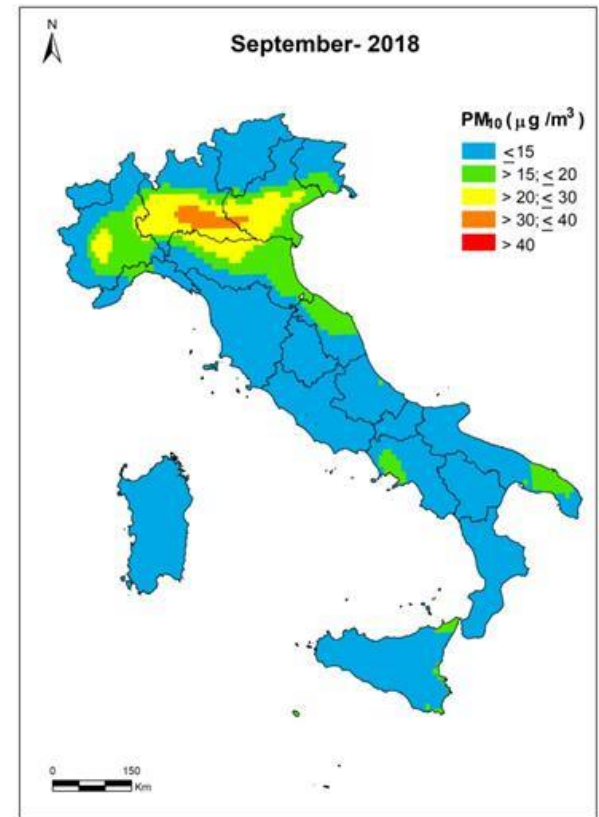 N
September- 2018
PM₁₀ ( μg /m³ )
≤15
> 15; ≤ 20
> 20; ≤ 30
> 30; ≤ 40
> 40
0 150
Km